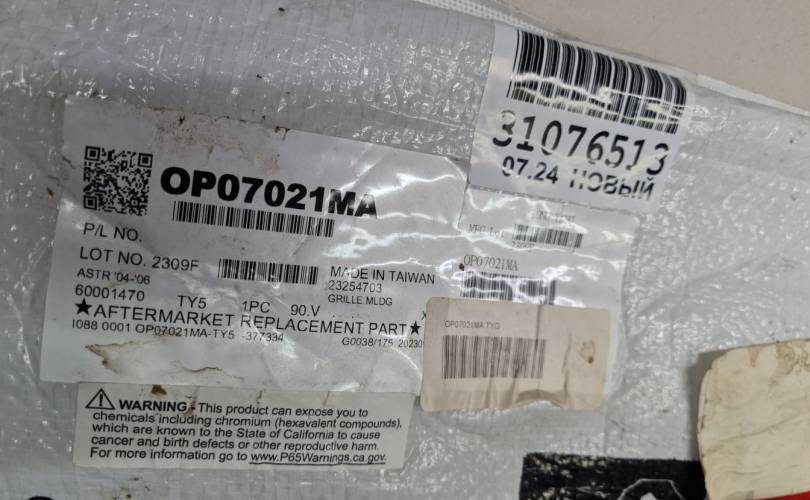 31076513
07.24 НОВЫЙ
OP07021MA
P/L NO.
LOT NO. 2309F
MADE IN TAIWAN
ASTR '04-'06
23254703
60001470 TY5 1PC 90.V
GRILLE MLDG
★AFTERMARKET REPLACEMENT PART★
I088 0001 OP07021MA-TY5 -377334
G0038/175
OP07021MA
OP07021MA TYG
WARNING - This product can expose you to
chemicals including chromium (hexavalent compounds),
which are known to the State of California to cause
cancer and birth defects or other reproductive harm.
For more information go to www.P65Warnings.ca.gov.